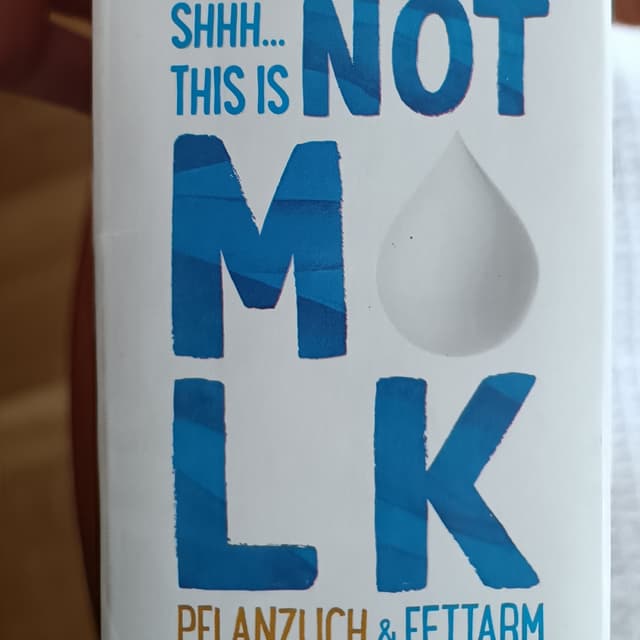 SHHH...
THIS IS NOT
M LK
PFLANZLICH & FETTARM